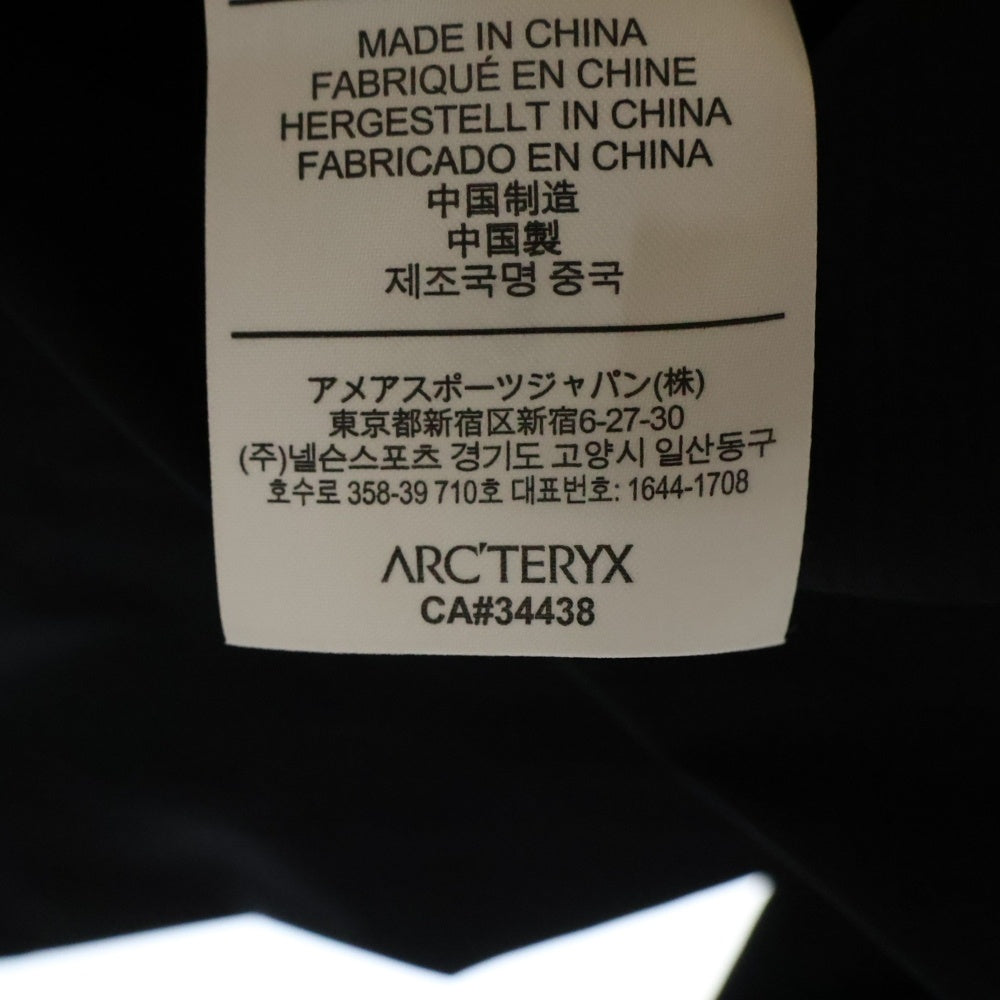 MADE IN CHINA
FABRIQUÉ EN CHINE
HERGESTELLT IN CHINA
FABRICADO EN CHINA
中国制造
中国製
제조국명 중국
アメアスポーツジャパン(株)
東京都新宿区新宿6-27-30
(주)넬슨스포츠 경기도 고양시 일산동구
호수로 358-39 710호 대표번호: 1644-1708
ARC'TERYX
CA#34438